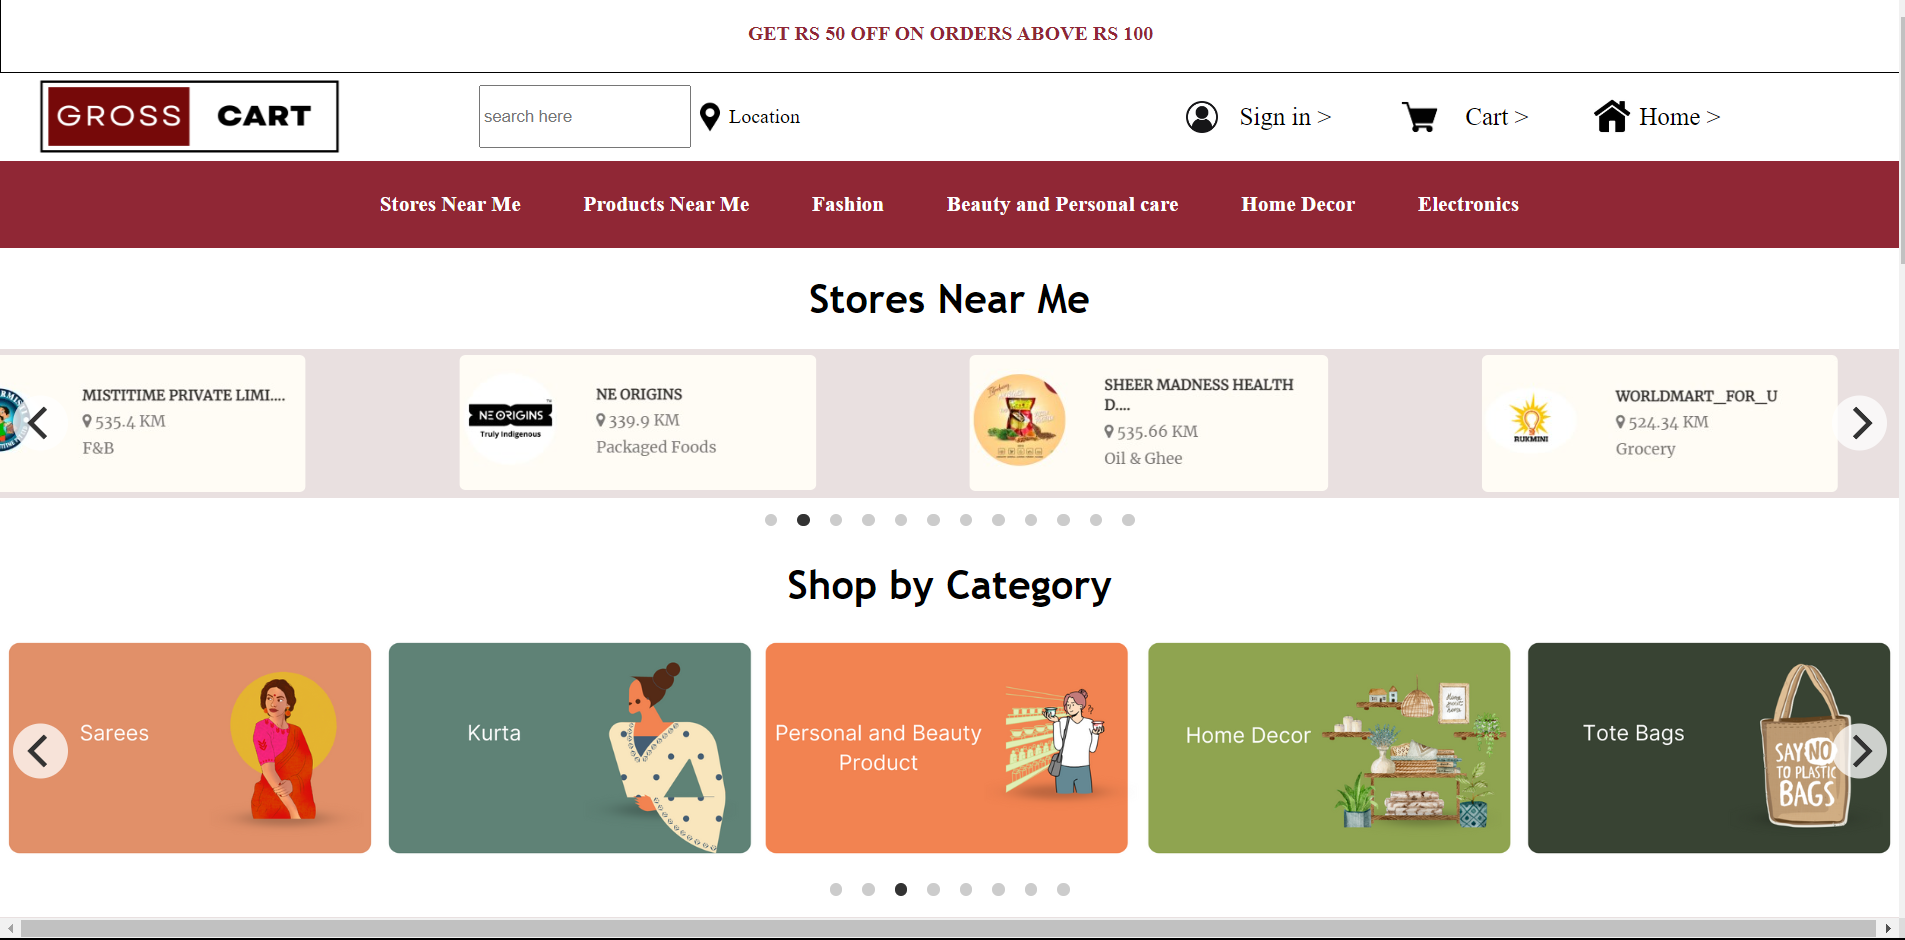 GET RS 50 OFF ON ORDERS ABOVE RS 100
GROSS CART
search here
Location
Sign in >
Cart >
Home >
Stores Near Me
Products Near Me
Fashion
Beauty and Personal care
Home Decor
Electronics
Stores Near Me
MISTITIME PRIVATE LIMI....
535.4 KM
F&B
NE ORIGINS
Truly Indigenous
NE ORIGINS
339.9 KM
Packaged Foods
SHEER MADNESS HEALTH
D....
535.66 KM
Oil & Ghee
RUKMINI
WORLDMART_FOR_U
524.34 KM
Grocery
Shop by Category
Sarees
Kurta
Personal and Beauty
Product
Home Decor
Tote Bags
SAY NO
TO PLASTIC
BAGS